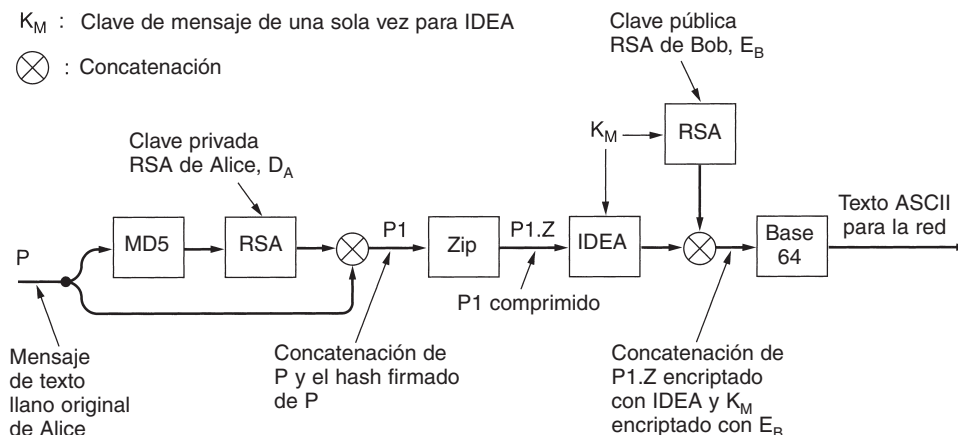 K_M : Clave de mensaje de una sola vez para IDEA
: Concatenación
Clave pública
RSA de Bob, E_B
Clave privada
RSA de Alice, D_A
K_M
RSA
P
MD5
RSA
P1
Zip
P1.Z
IDEA
Base
64
Texto ASCII
para la red
P1 comprimido
Mensaje
de texto
llano original
de Alice
Concatenación de
P y el hash firmado
de P
Concatenación de
P1.Z encriptado
con IDEA y K_M
encriptado con E_B